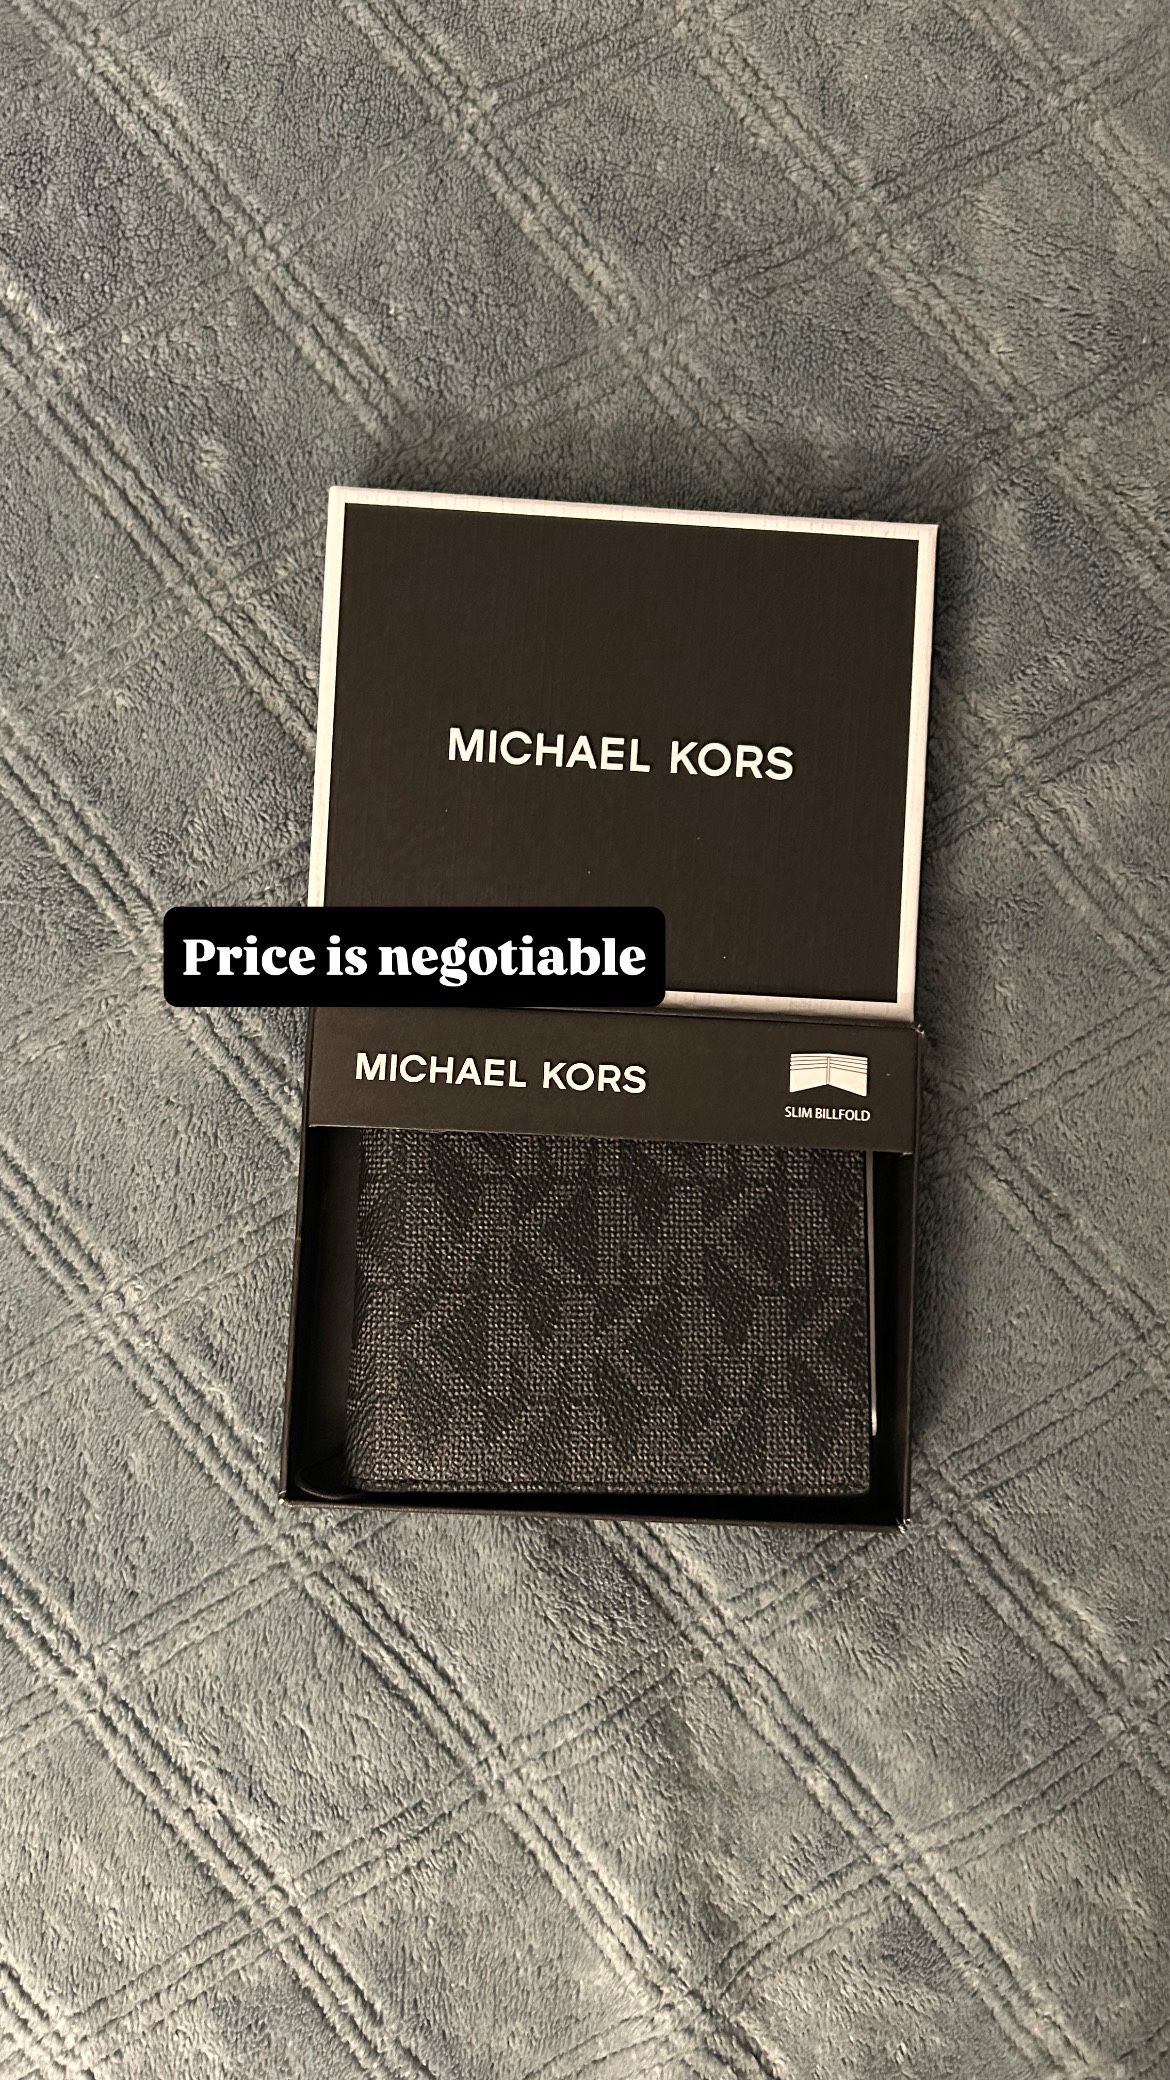 MICHAEL KORS
Price is negotiable
MICHAEL KORS
SLIM BILLFOLD